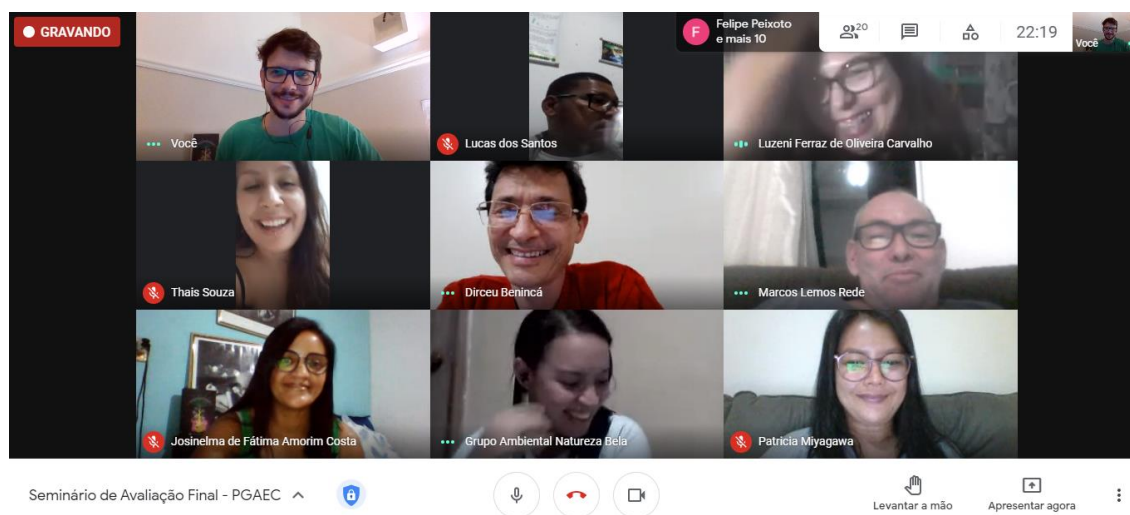 GRAVANDO
F
Felipe Peixoto
e mais 10
20
22:19
Você
Você
Lucas dos Santos
Luzeni Ferraz de Oliveira Carvalho
Thais Souza
Dirceu Benincá
Marcos Lemos Rede
Josinelma de Fátima Amorim Costa
Grupo Ambiental Natureza Bela
Patricia Miyagawa
Seminário de Avaliação Final - PGAEC
Levantar a mão
Apresentar agora